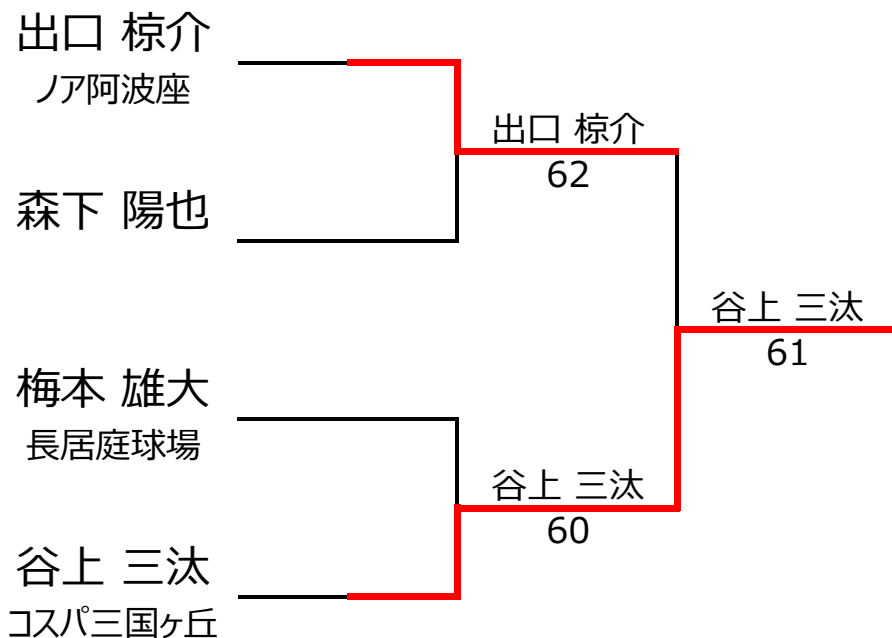 出口 椋介
ノア阿波座
出口 椋介
62
森下 陽也
谷上 三汰
61
梅本 雄大
長居庭球場
谷上 三汰
60
谷上 三汰
コスパ三国ヶ丘